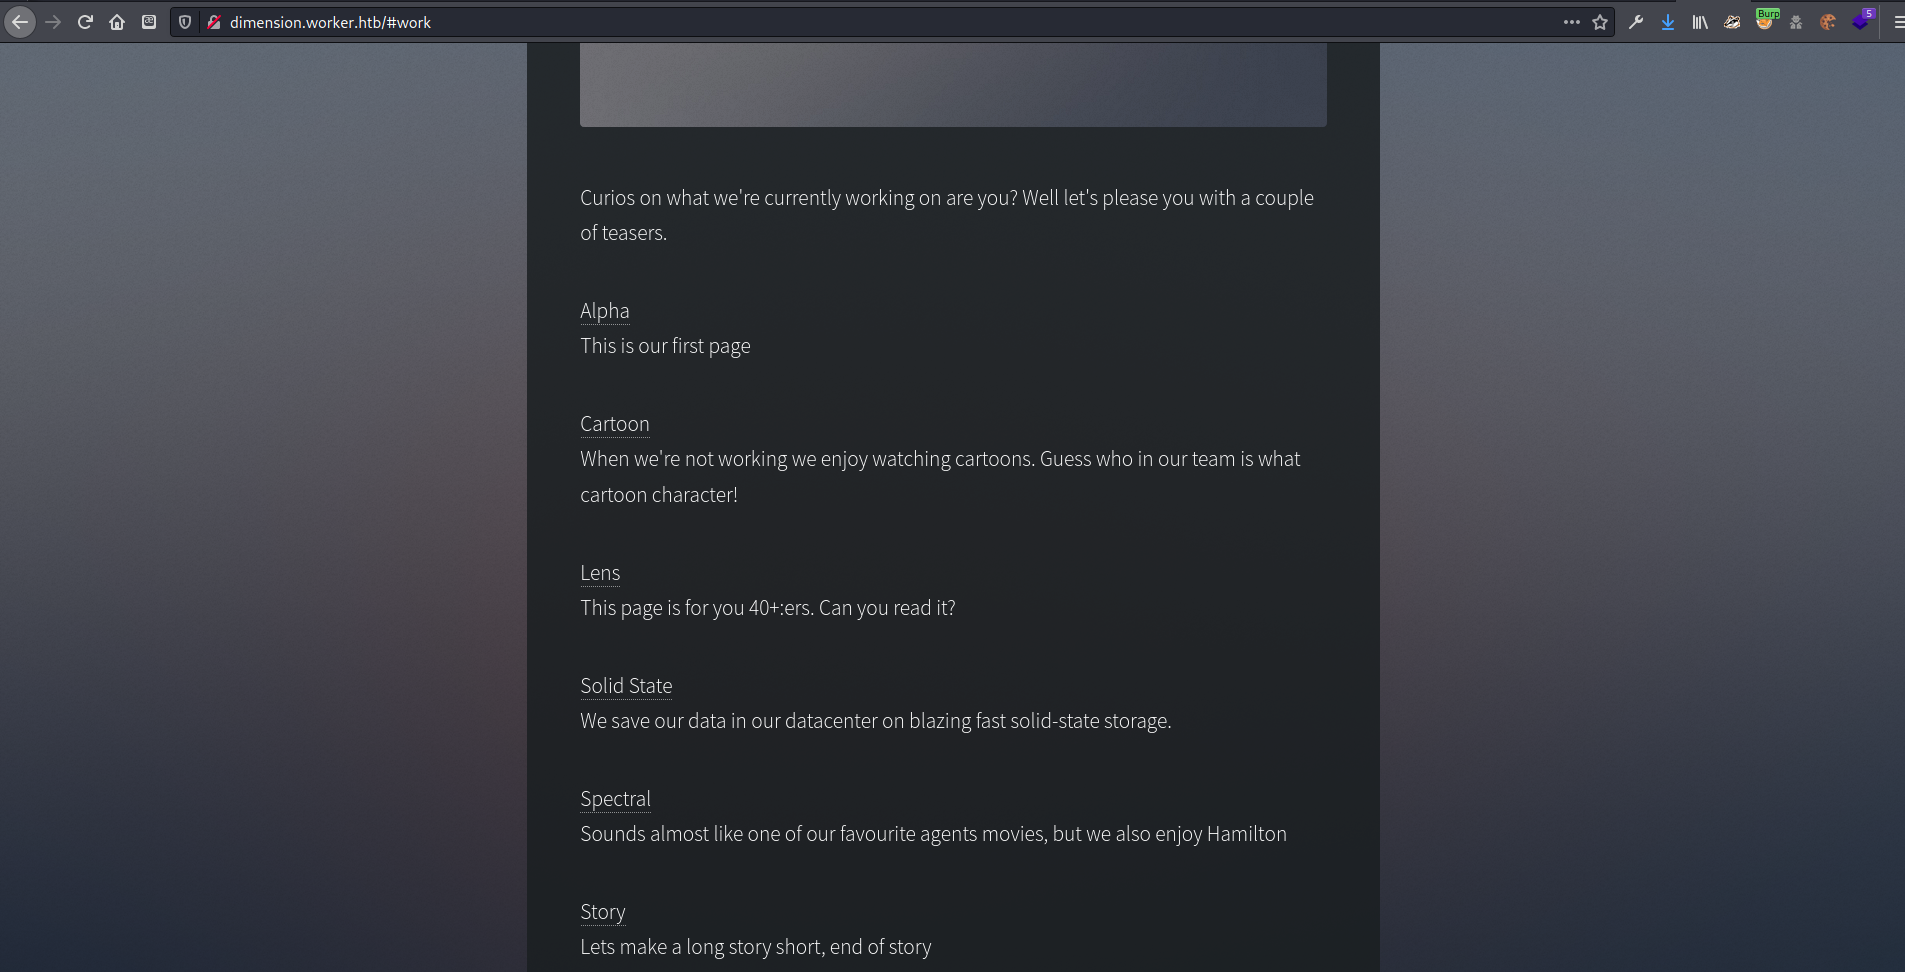 dimension.worker.htb/#work
Burp
5
Curios on what we're currently working on are you? Well let's please you with a couple
of teasers.
Alpha
This is our first page
Cartoon
When we're not working we enjoy watching cartoons. Guess who in our team is what
cartoon character!
Lens
This page is for you 40+:ers. Can you read it?
Solid State
We save our data in our datacenter on blazing fast solid-state storage.
Spectral
Sounds almost like one of our favourite agents movies, but we also enjoy Hamilton
Story
Lets make a long story short, end of story